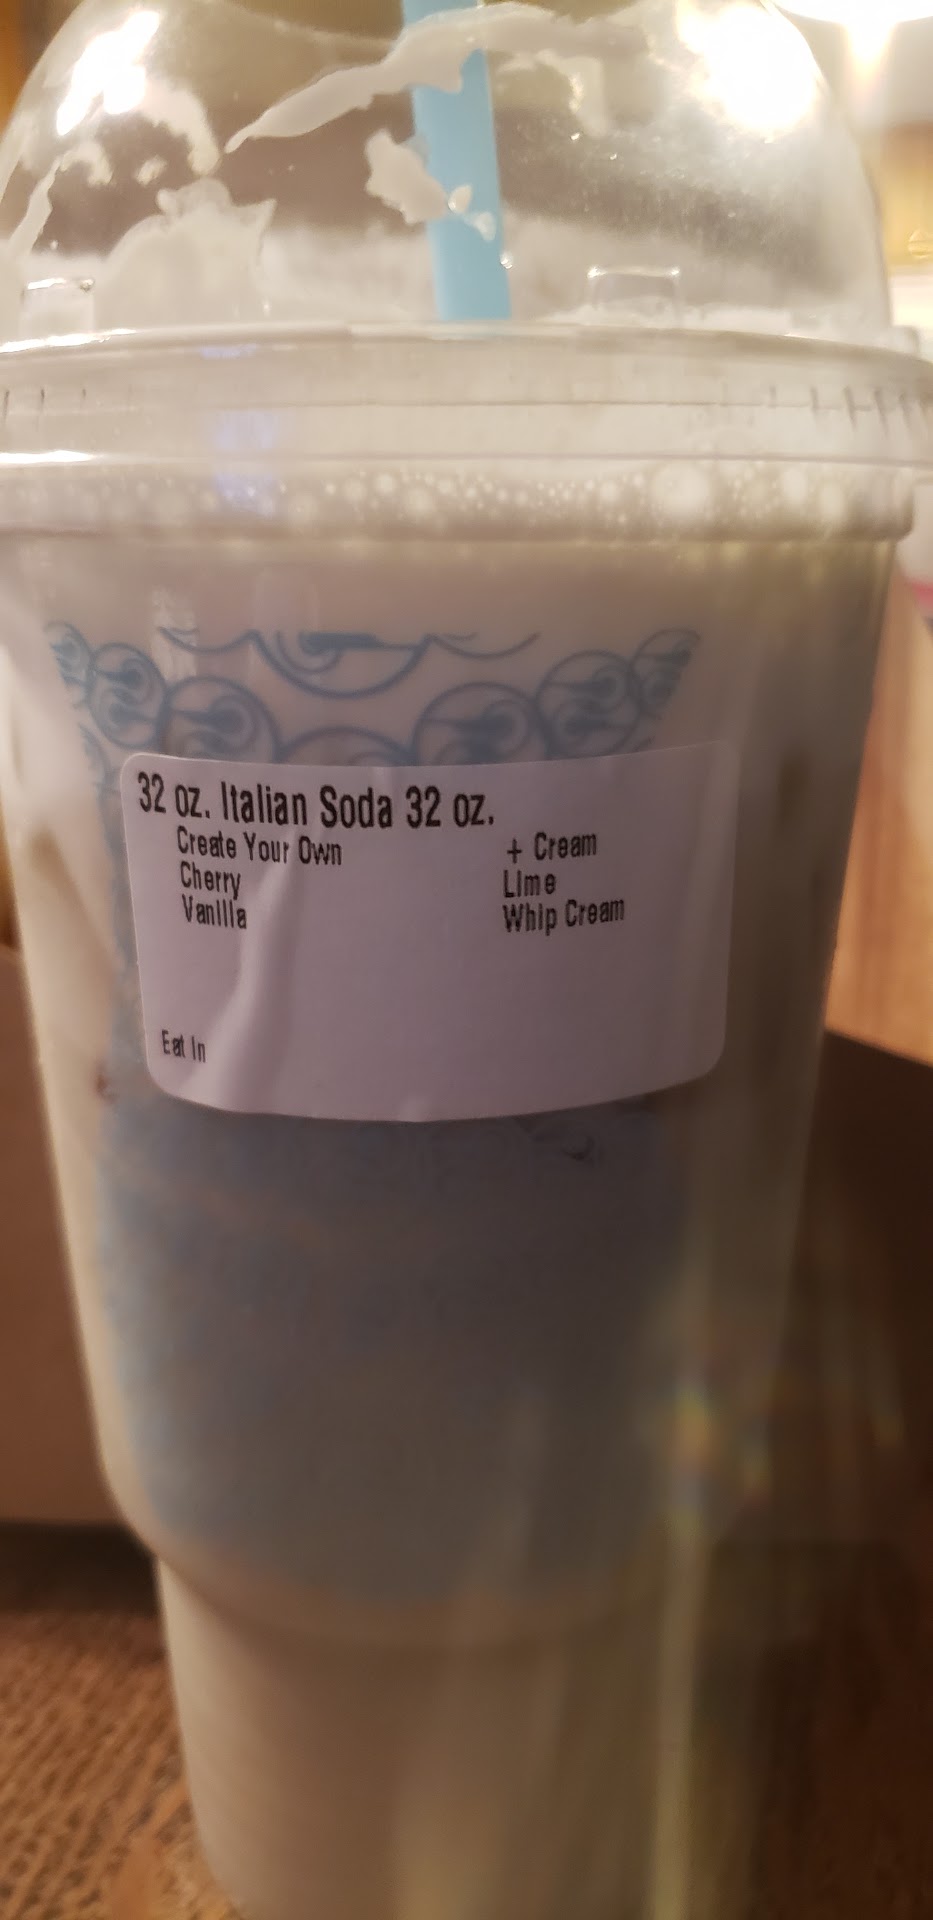 32 oz. Italian Soda 32 oz.
Create Your Own + Cream
Cherry Lime
Vanilla Whip Cream
Eat In